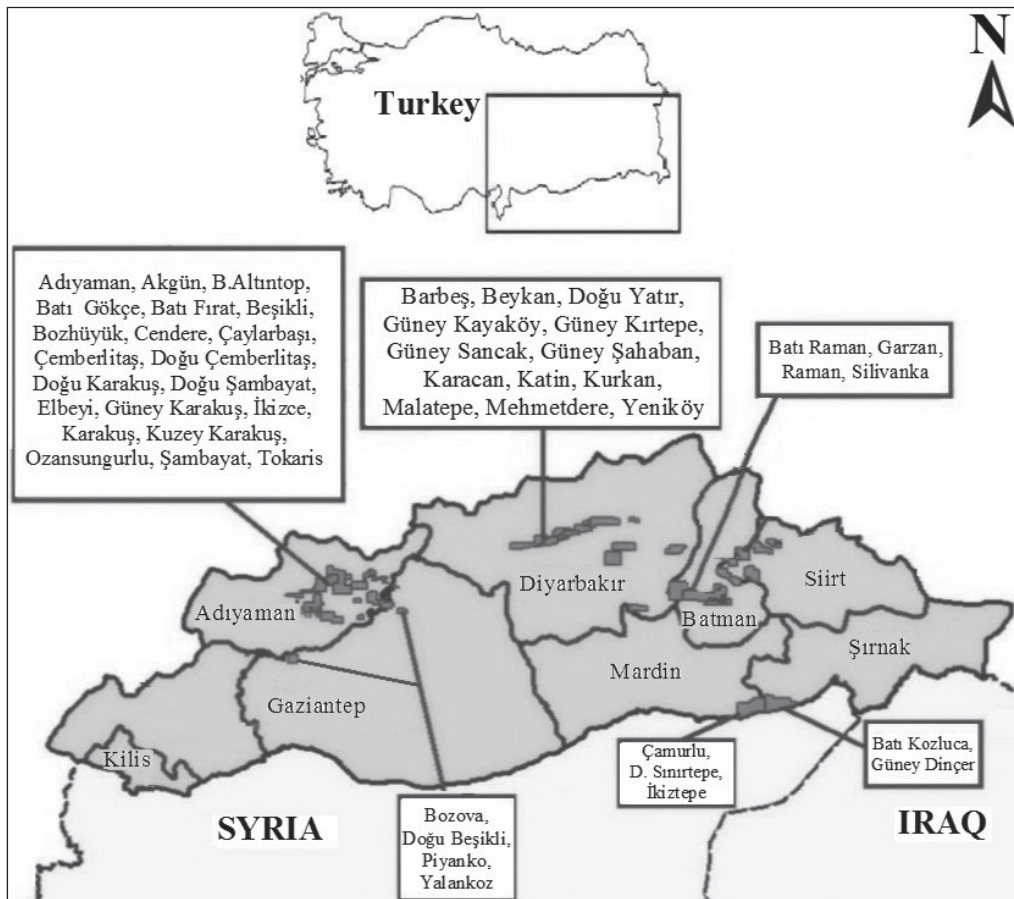 N
Turkey
Adıyaman, Akgün, B.Altıntop,
Batı Gökçe, Batı Fırat, Beşikli,
Bozhüyük, Cendere, Çaylarbaşı,
Çemberlitaş, Doğu Çemberlitaş,
Doğu Karakuş, Doğu Şambayat,
Elbeyi, Güney Karakuş, İkizce,
Karakuş, Kuzey Karakuş,
Ozansungurlu, Şambayat, Tokaris
Barbeş, Beykan, Doğu Yatır,
Güney Kayaköy, Güney Kırtepe,
Güney Sancak, Güney Şahaban,
Karacan, Katin, Kurkan,
Malatepe, Mehmetdere, Yeniköy
Batı Raman, Garzan,
Raman, Silivanka
Adıyaman
Diyarbakır
Batman
Siirt
Şırnak
Mardin
Gaziantep
Kilis
Çamurlu,
D. Sınırtepe,
İkiztepe
Batı Kozluca,
Güney Dinçer
Bozova,
Doğu Beşikli,
Piyanko,
Yalankoz
SYRIA
IRAQ